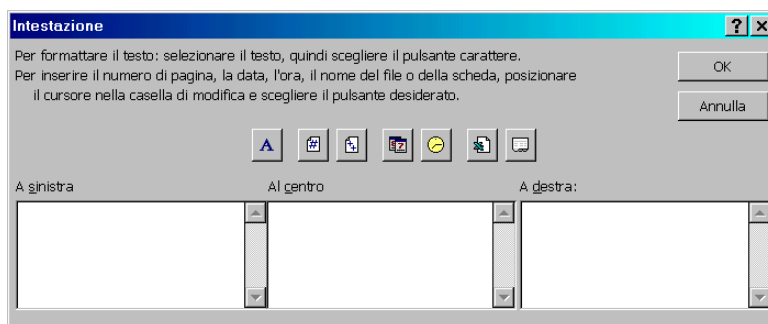 Intestazione
Per formattare il testo: selezionare il testo, quindi scegliere il pulsante carattere.
Per inserire il numero di pagina, la data, l'ora, il nome del file o della scheda, posizionare
il cursore nella casella di modifica e scegliere il pulsante desiderato.
OK
Annulla
A
A sinistra
Al centro
A destra: